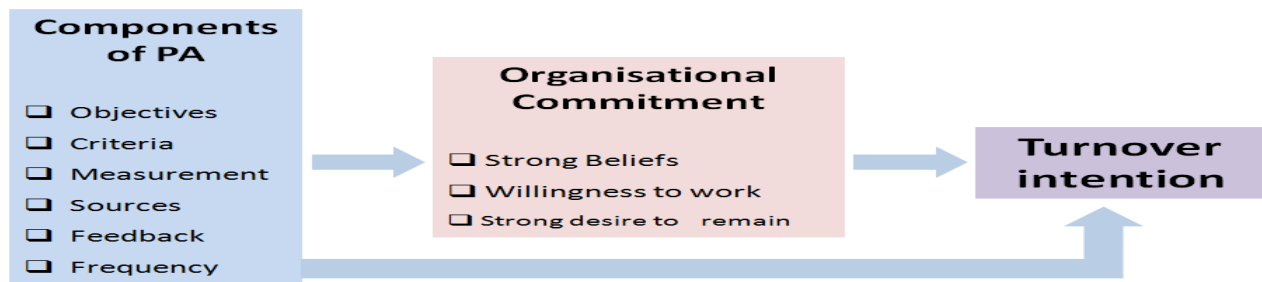 Components
of PA
❑ Objectives
❑ Criteria
❑ Measurement
❑ Sources
❑ Feedback
❑ Frequency
Organisational
Commitment
❑ Strong Beliefs
❑ Willingness to work
❑ Strong desire to remain
Turnover
intention